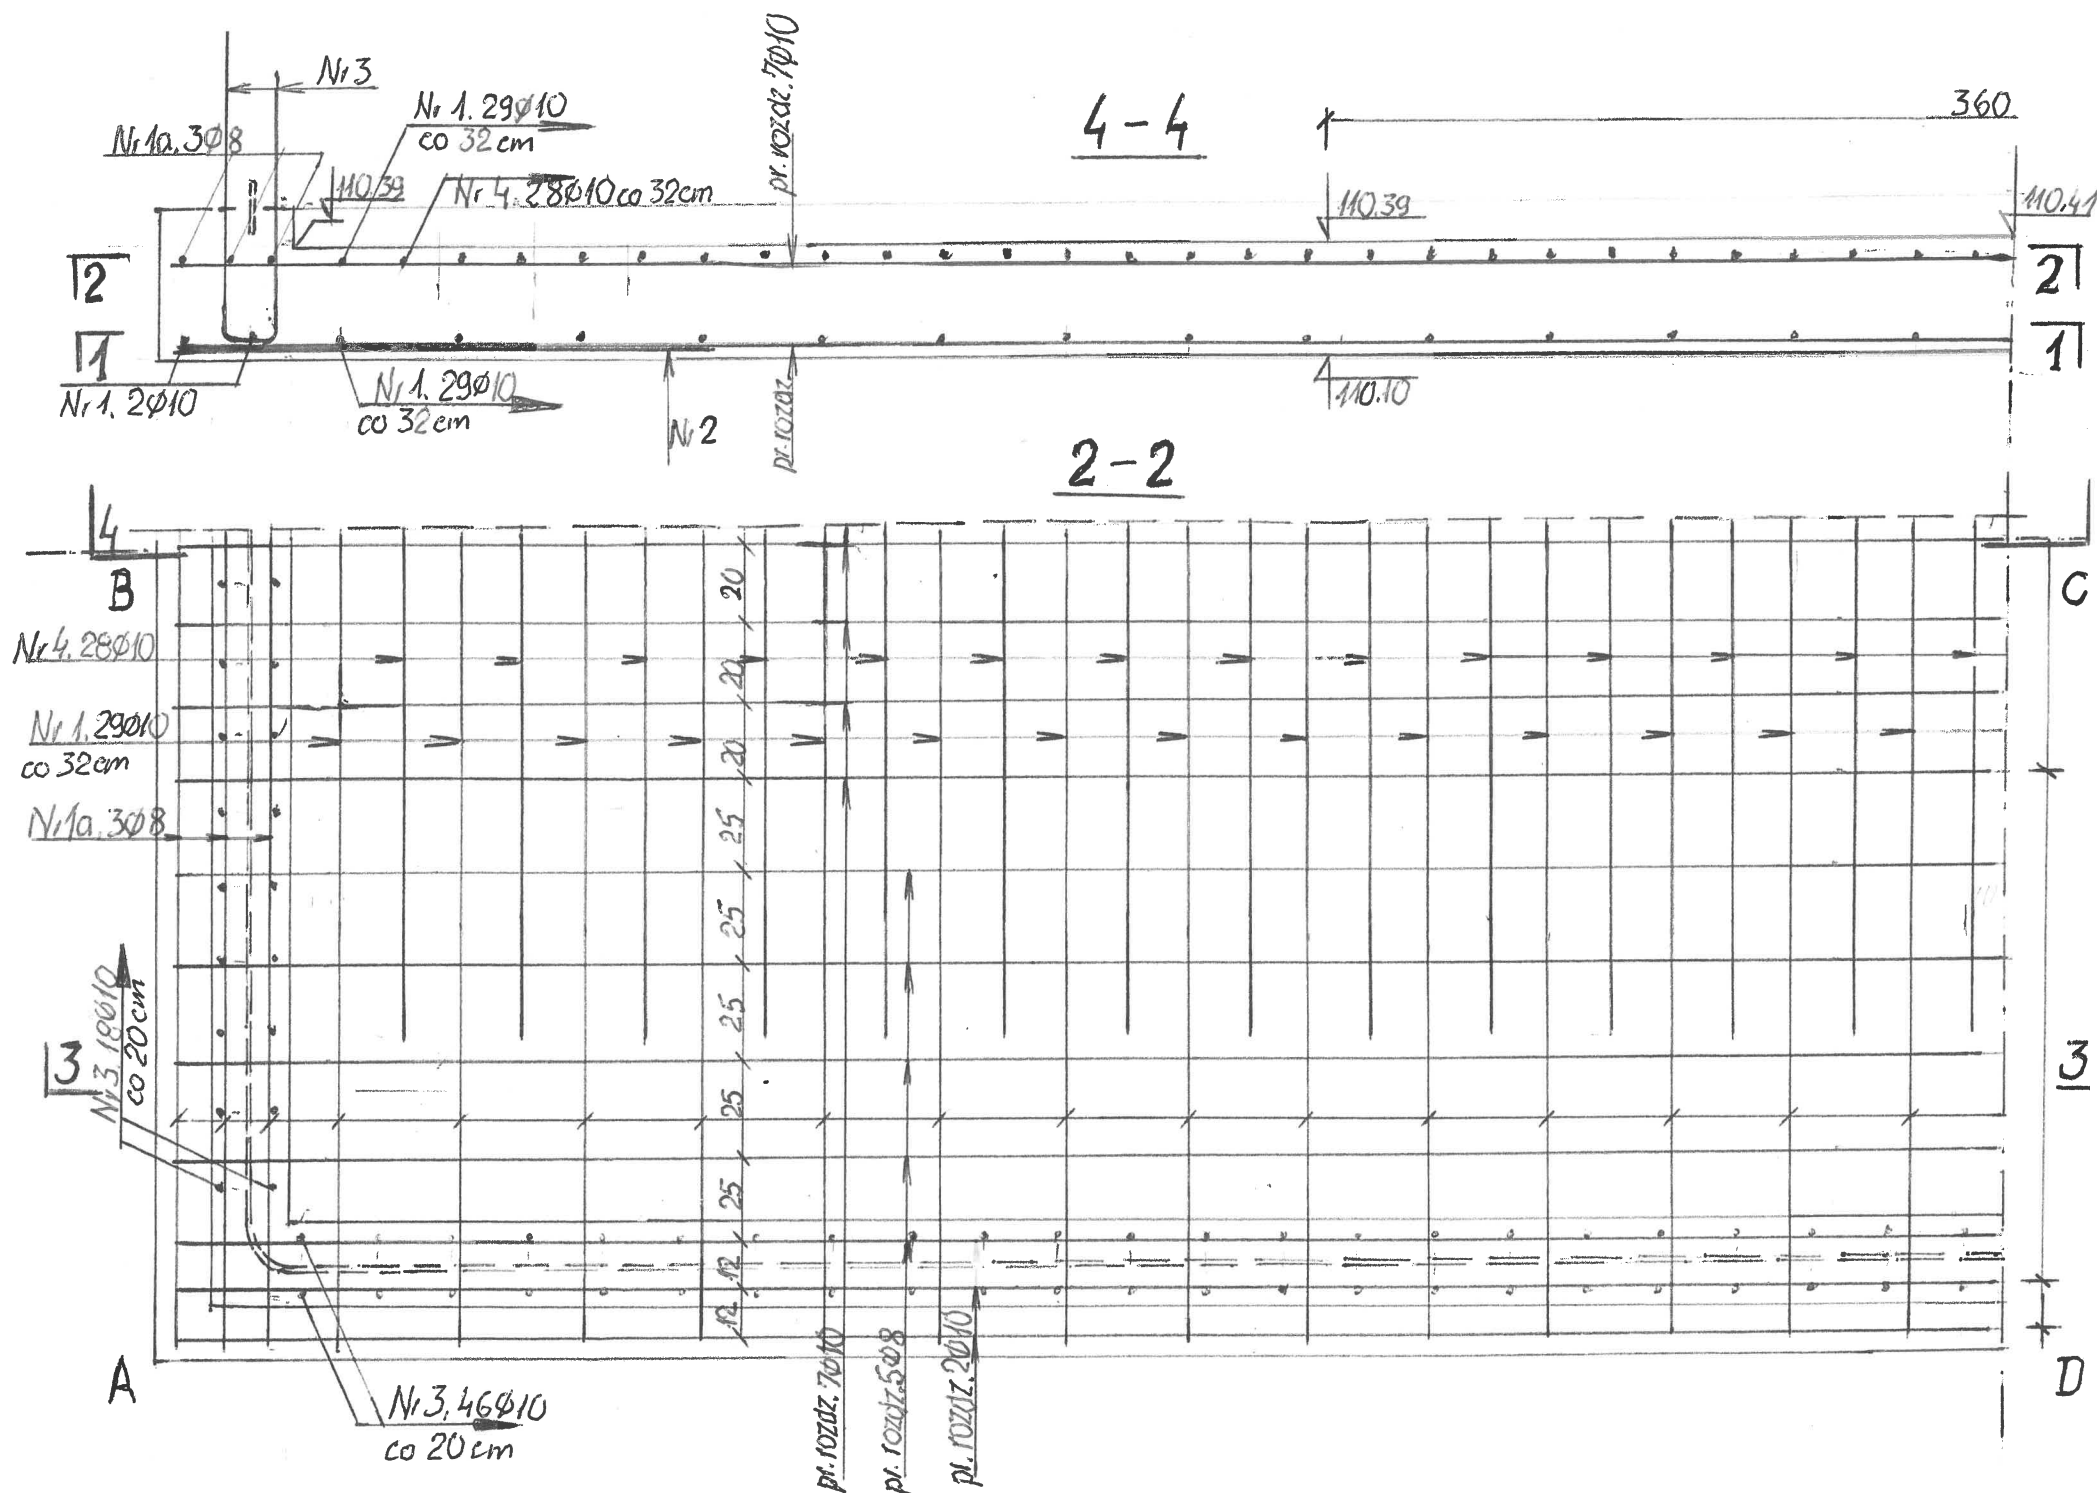 Nr 3
Nr 1. 29ø10
co 32 cm
Nr 1a. 3ø8
110.39
Nr 4. 28ø10 co 32cm
pr. rozdz. 7ø10
4-4
360
110.39
110.41
2
2
1
1
Nr 1. 2ø10
Nr 1. 29ø10
co 32 cm
Nr 2
pr. rozdz.
110.10
2-2
4
B
C
Nr 4. 28ø10
Nr 1. 29ø10
co 32cm
Nr 1a. 3ø8
20
20
20
25
25
25
25
25
12
12
Nr 3. 18ø10
co 20cm
3
3
A
D
Nr 3. 46ø10
co 20 cm
pr. rozdz. 7ø10
pr. rozdz. 5ø8
pr. rozdz. 2ø10